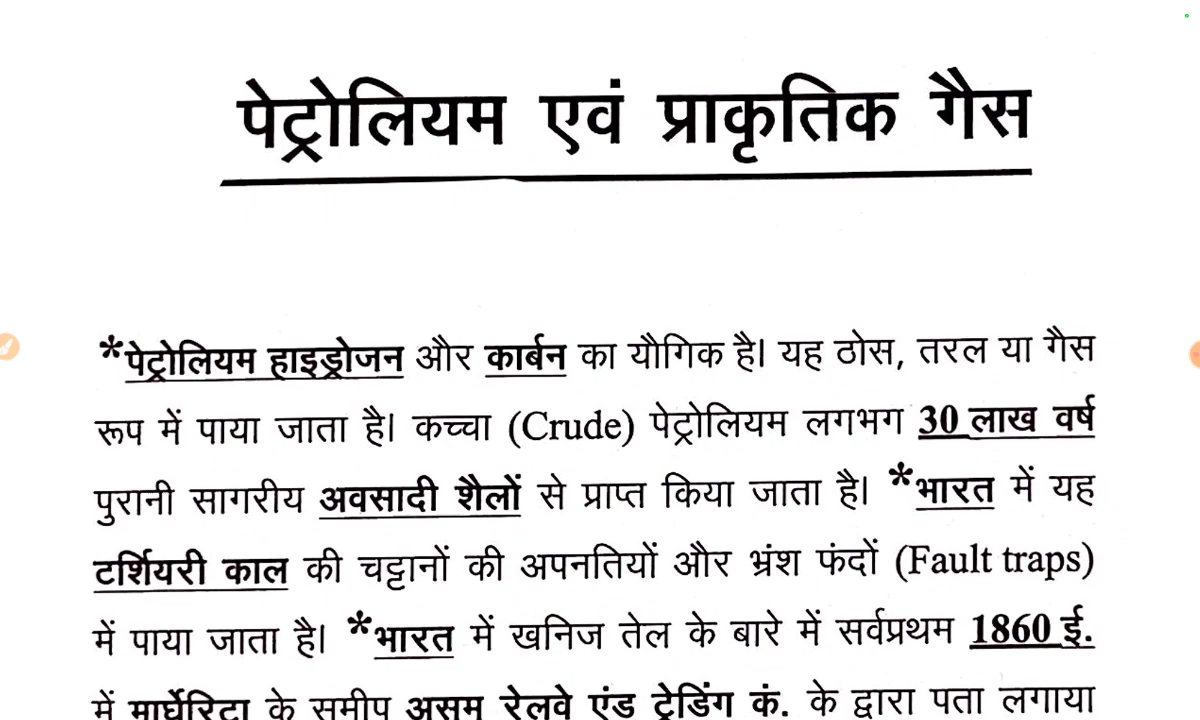 पेट्रोलियम एवं प्राकृतिक गैस
*पेट्रोलियम हाइड्रोजन और कार्बन का यौगिक है। यह ठोस, तरल या गैस
रूप में पाया जाता है। कच्चा (Crude) पेट्रोलियम लगभग 30 लाख वर्ष
पुरानी सागरीय अवसादी शैलों से प्राप्त किया जाता है। *भारत में यह
टर्शियरी काल की चट्टानों की अपनतियों और भ्रंश फंदों (Fault traps)
में पाया जाता है। *भारत में खनिज तेल के बारे में सर्वप्रथम 1860 ई.
में मार्घेरिटा के समीप असम रेलवे एंड ट्रेडिंग कं. के द्वारा पता लगाया